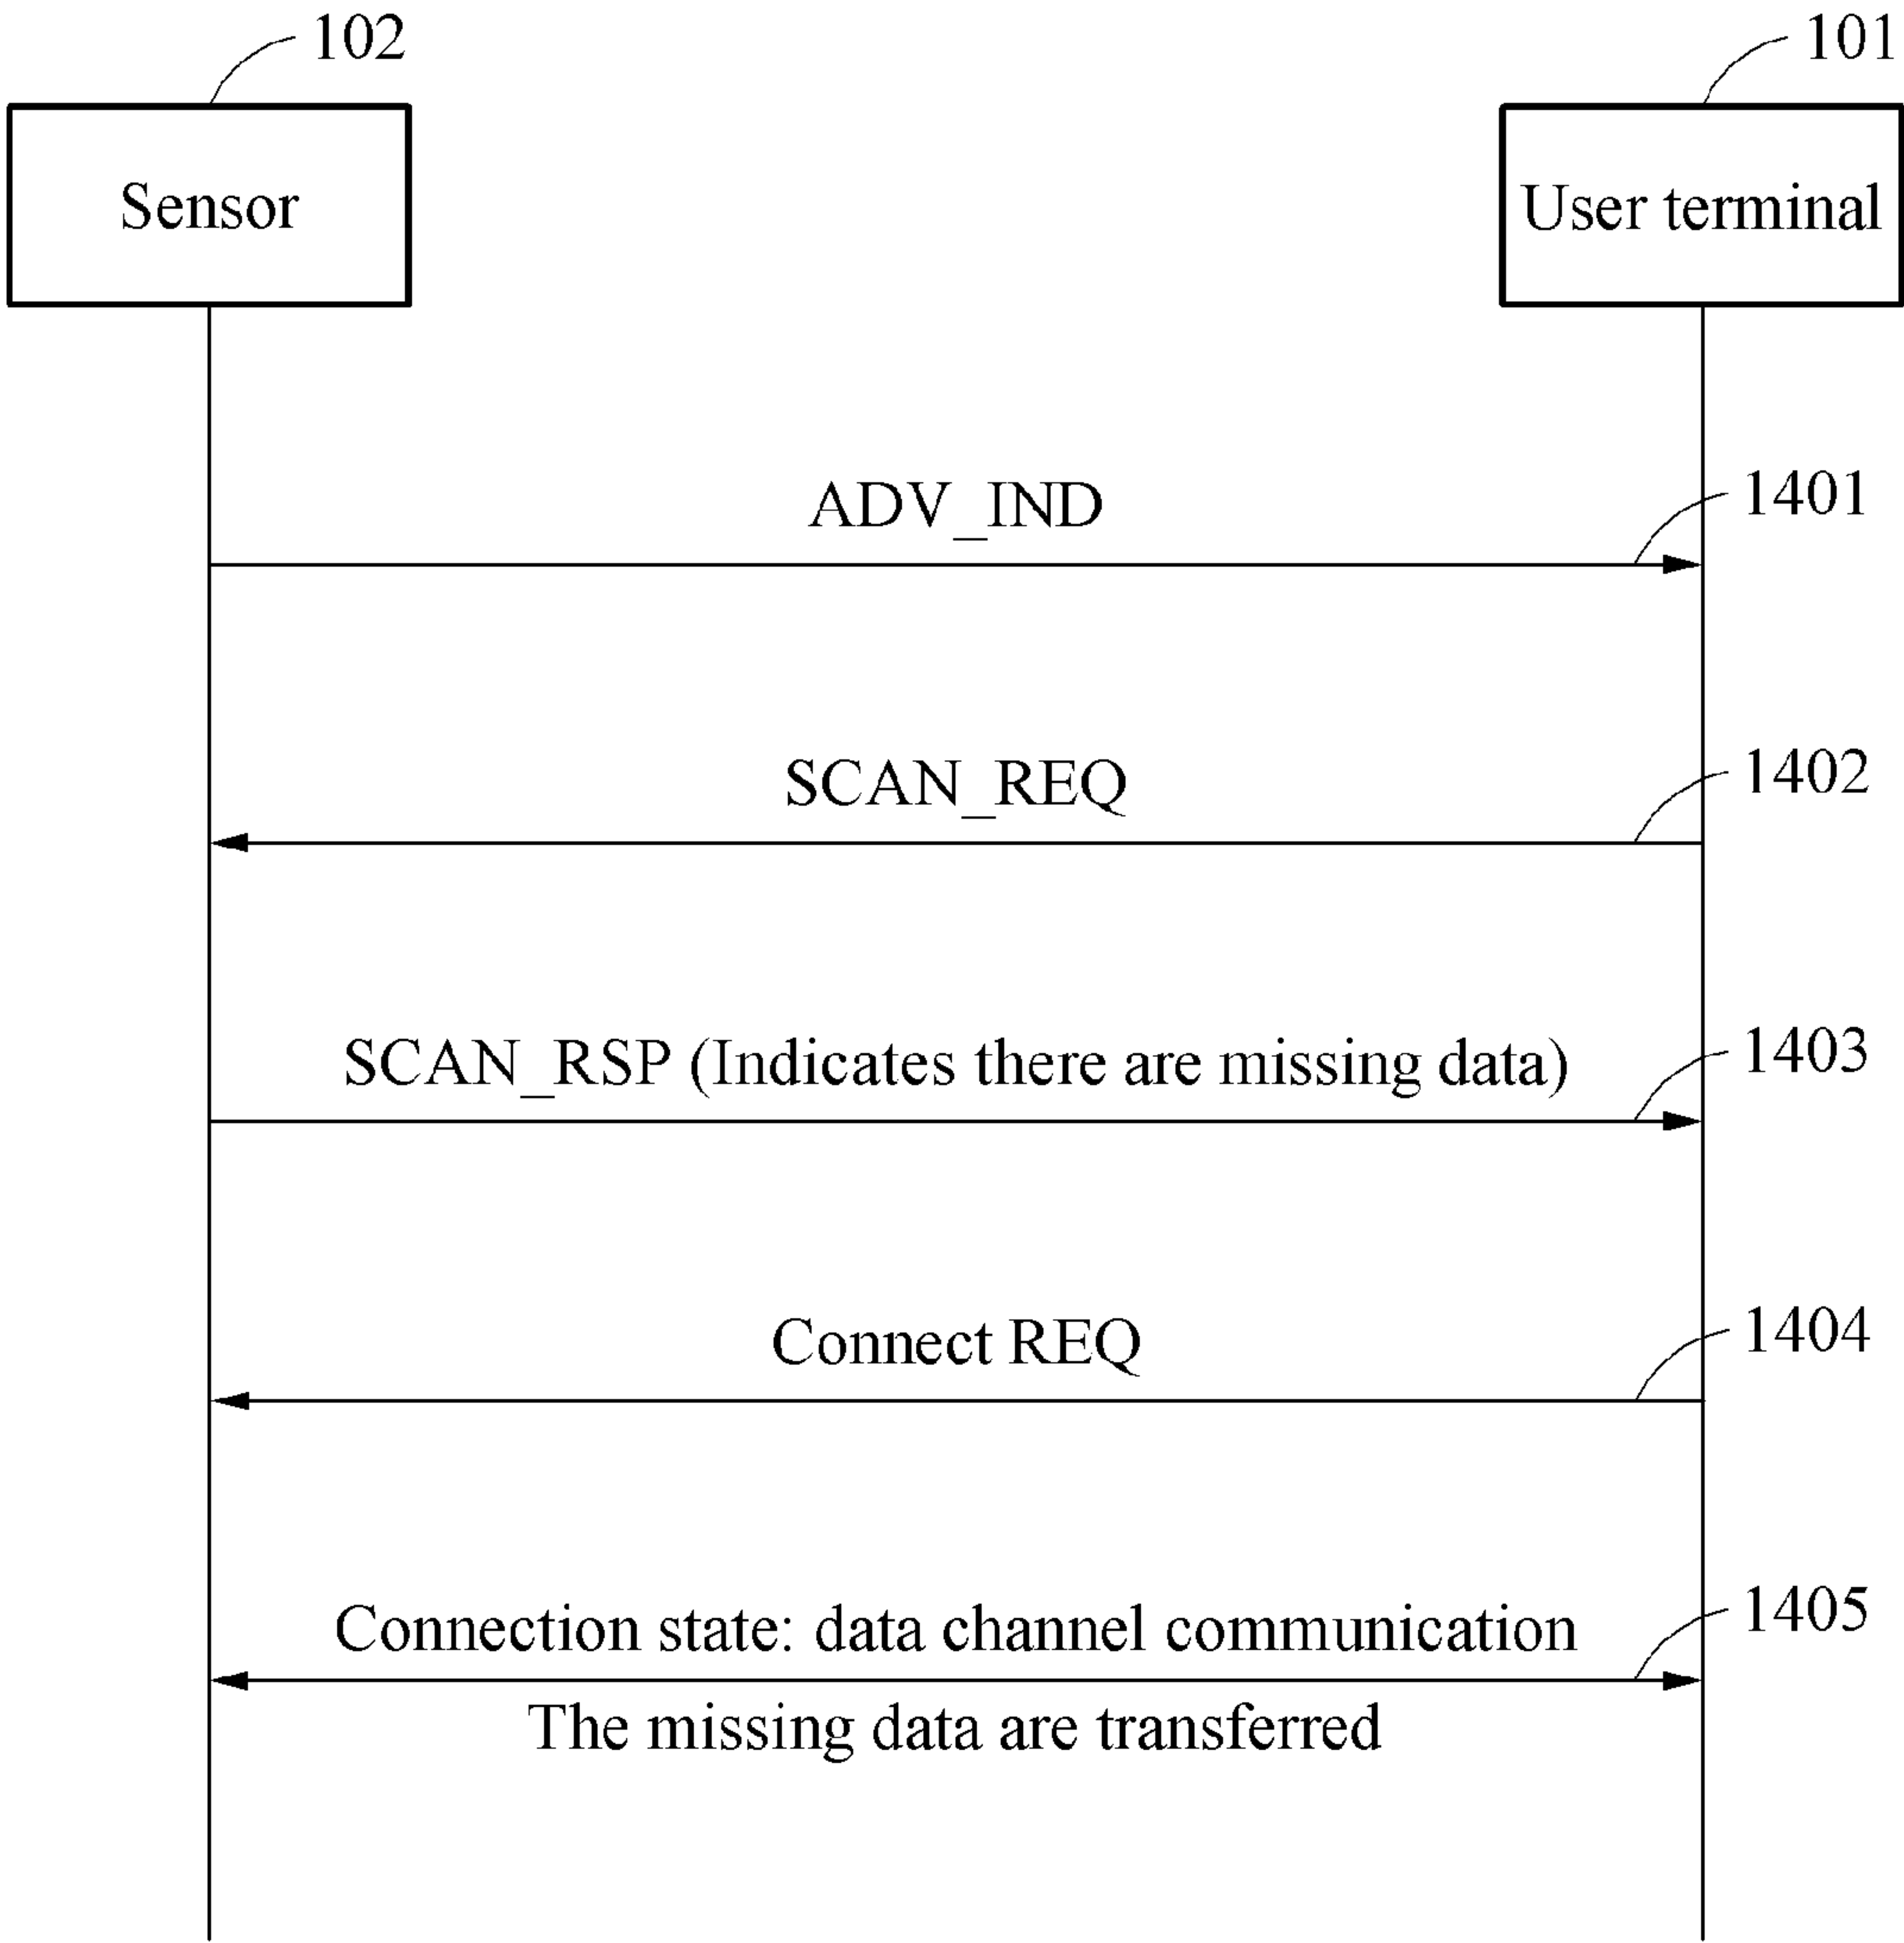 102
101
Sensor
User terminal
ADV_IND
1401
SCAN_REQ
1402
SCAN_RSP (Indicates there are missing data)
1403
Connect REQ
1404
Connection state: data channel communication
1405
The missing data are transferred